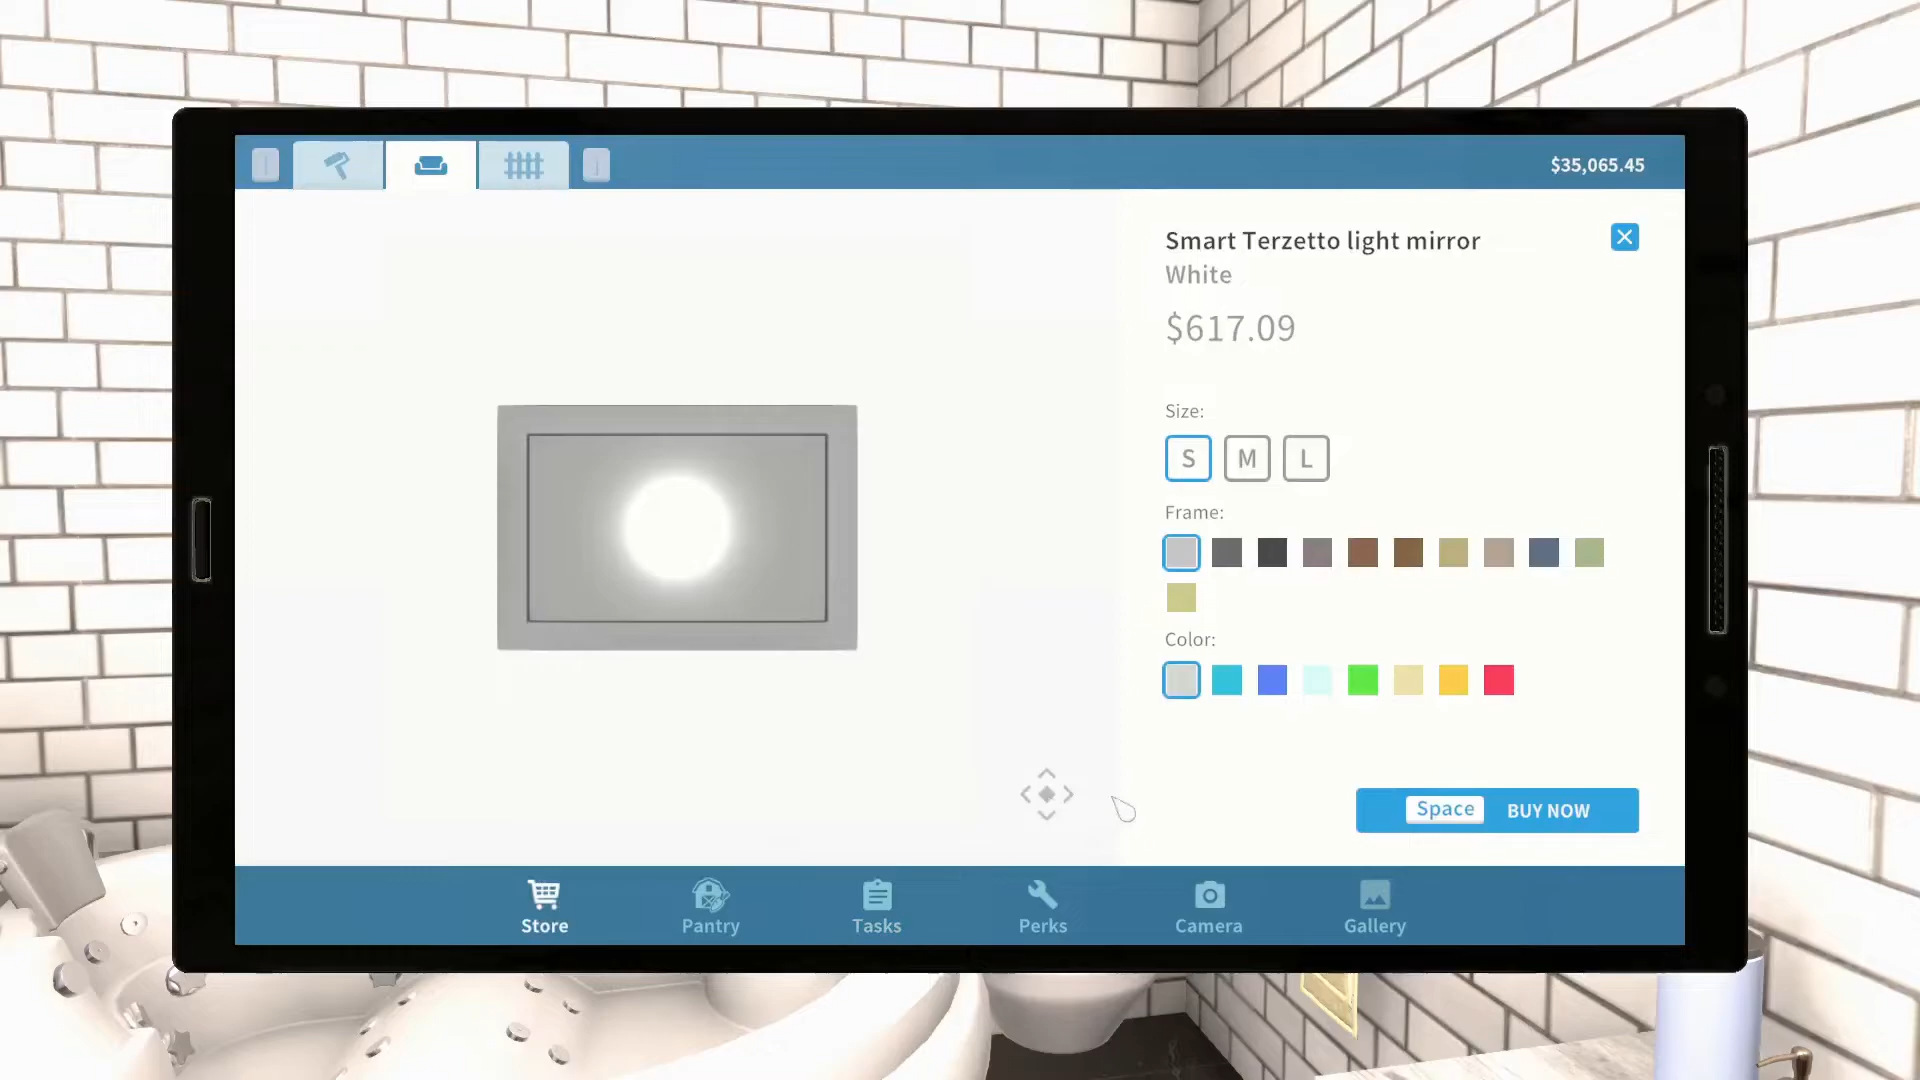 $35,065.45
Smart Terzetto light mirror
White
$617.09
Size:
S M L
Frame:
Color:
Space BUY NOW
Store Pantry Tasks Perks Camera Gallery